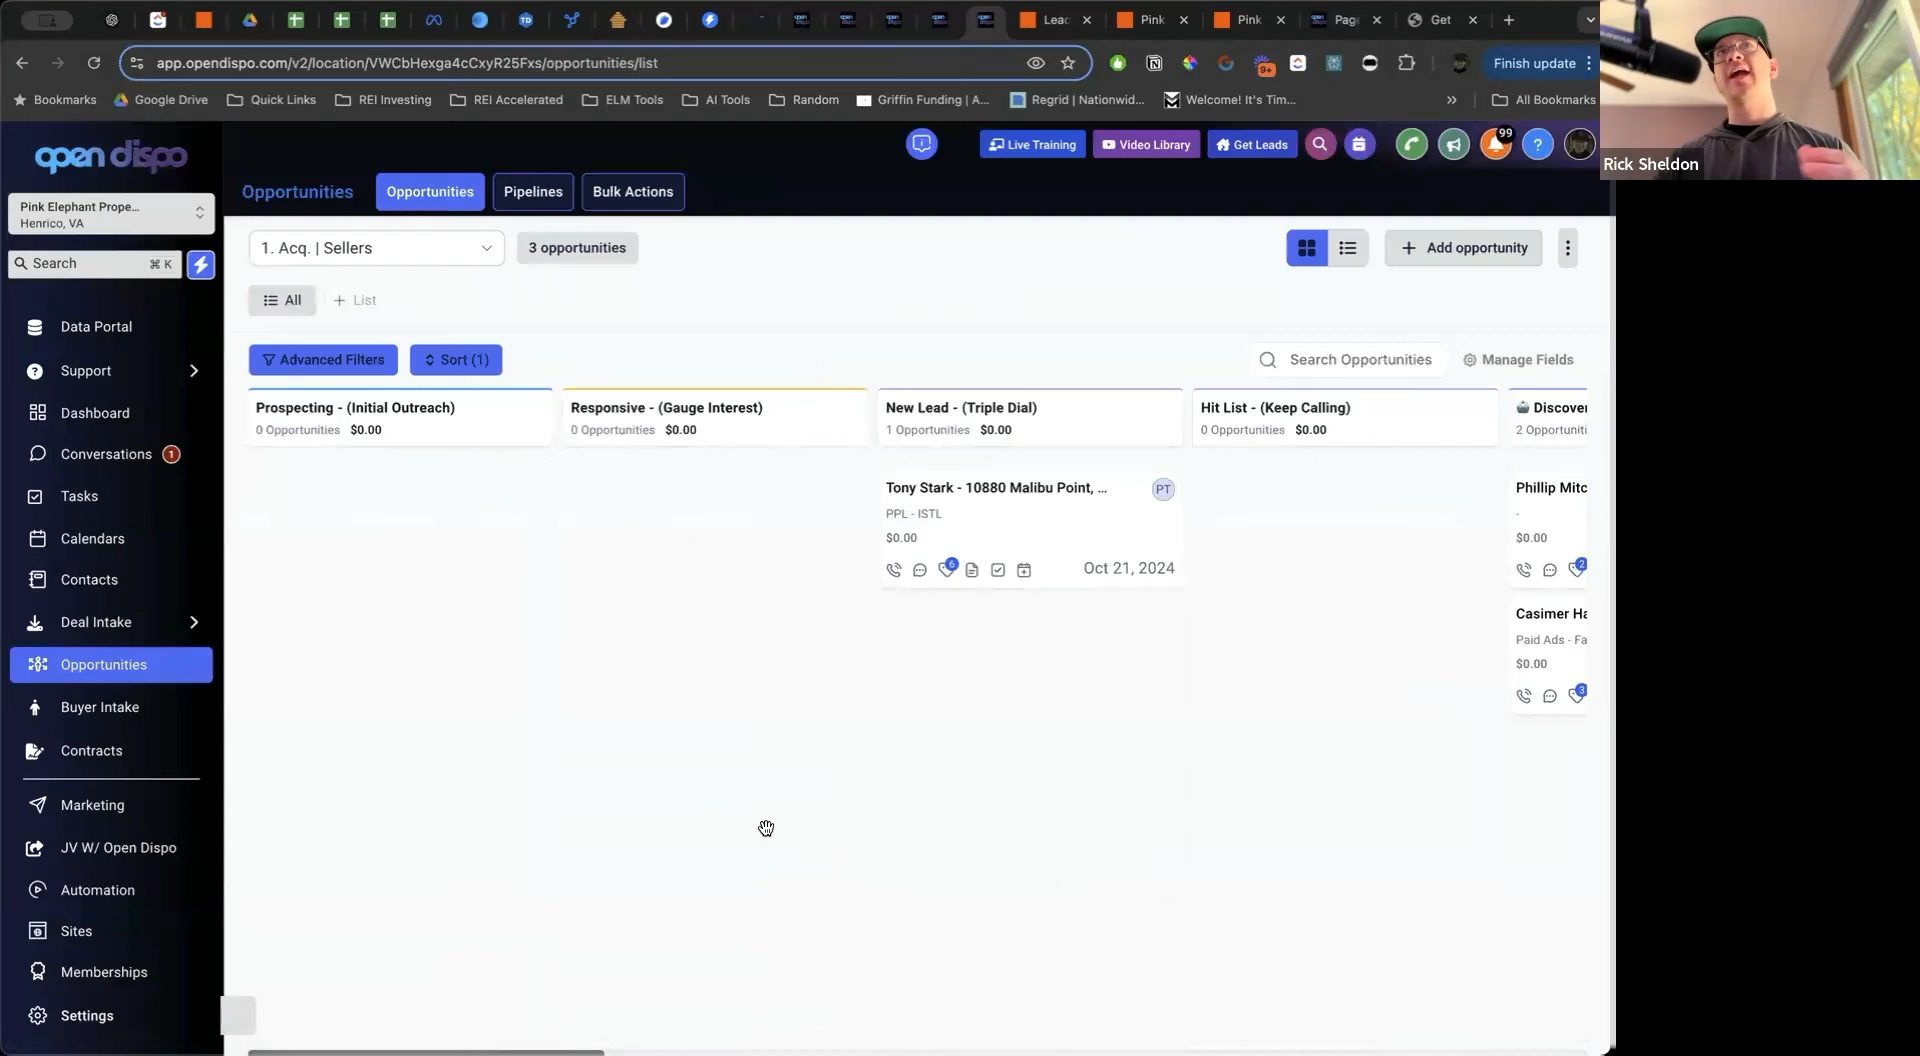 Leac
Pink
Pink
Pag
Get
app.opendispo.com/v2/location/VWCbHexga4cCxyR25Fxs/opportunities/list
9+
Finish update
Bookmarks
Google Drive
Quick Links
REI Investing
REI Accelerated
ELM Tools
AI Tools
Random
Griffin Funding | A...
Regrid | Nationwid...
Welcome! It's Tim...
»
All Bookmarks
Rick Sheldon
open dispo
Live Training
Video Library
Get Leads
99
?
Opportunities
Opportunities
Pipelines
Bulk Actions
Pink Elephant Prope...
Henrico, VA
Search
⌘ K
1. Acq. | Sellers
3 opportunities
+ Add opportunity
All
+ List
Advanced Filters
Sort (1)
Search Opportunities
Manage Fields
Data Portal
Support
Dashboard
Conversations 1
Tasks
Calendars
Contacts
Deal Intake
Opportunities
Buyer Intake
Contracts
Marketing
JV W/ Open Dispo
Automation
Sites
Memberships
Settings
Prospecting - (Initial Outreach)
0 Opportunities $0.00
Responsive - (Gauge Interest)
0 Opportunities $0.00
New Lead - (Triple Dial)
1 Opportunities $0.00
Tony Stark - 10880 Malibu Point, ...
PT
PPL - ISTL
$0.00
6
Oct 21, 2024
Hit List - (Keep Calling)
0 Opportunities $0.00
Discover
2 Opportuniti
Phillip Mitc
-
$0.00
2
Casimer Ha
Paid Ads - Fa
$0.00
3